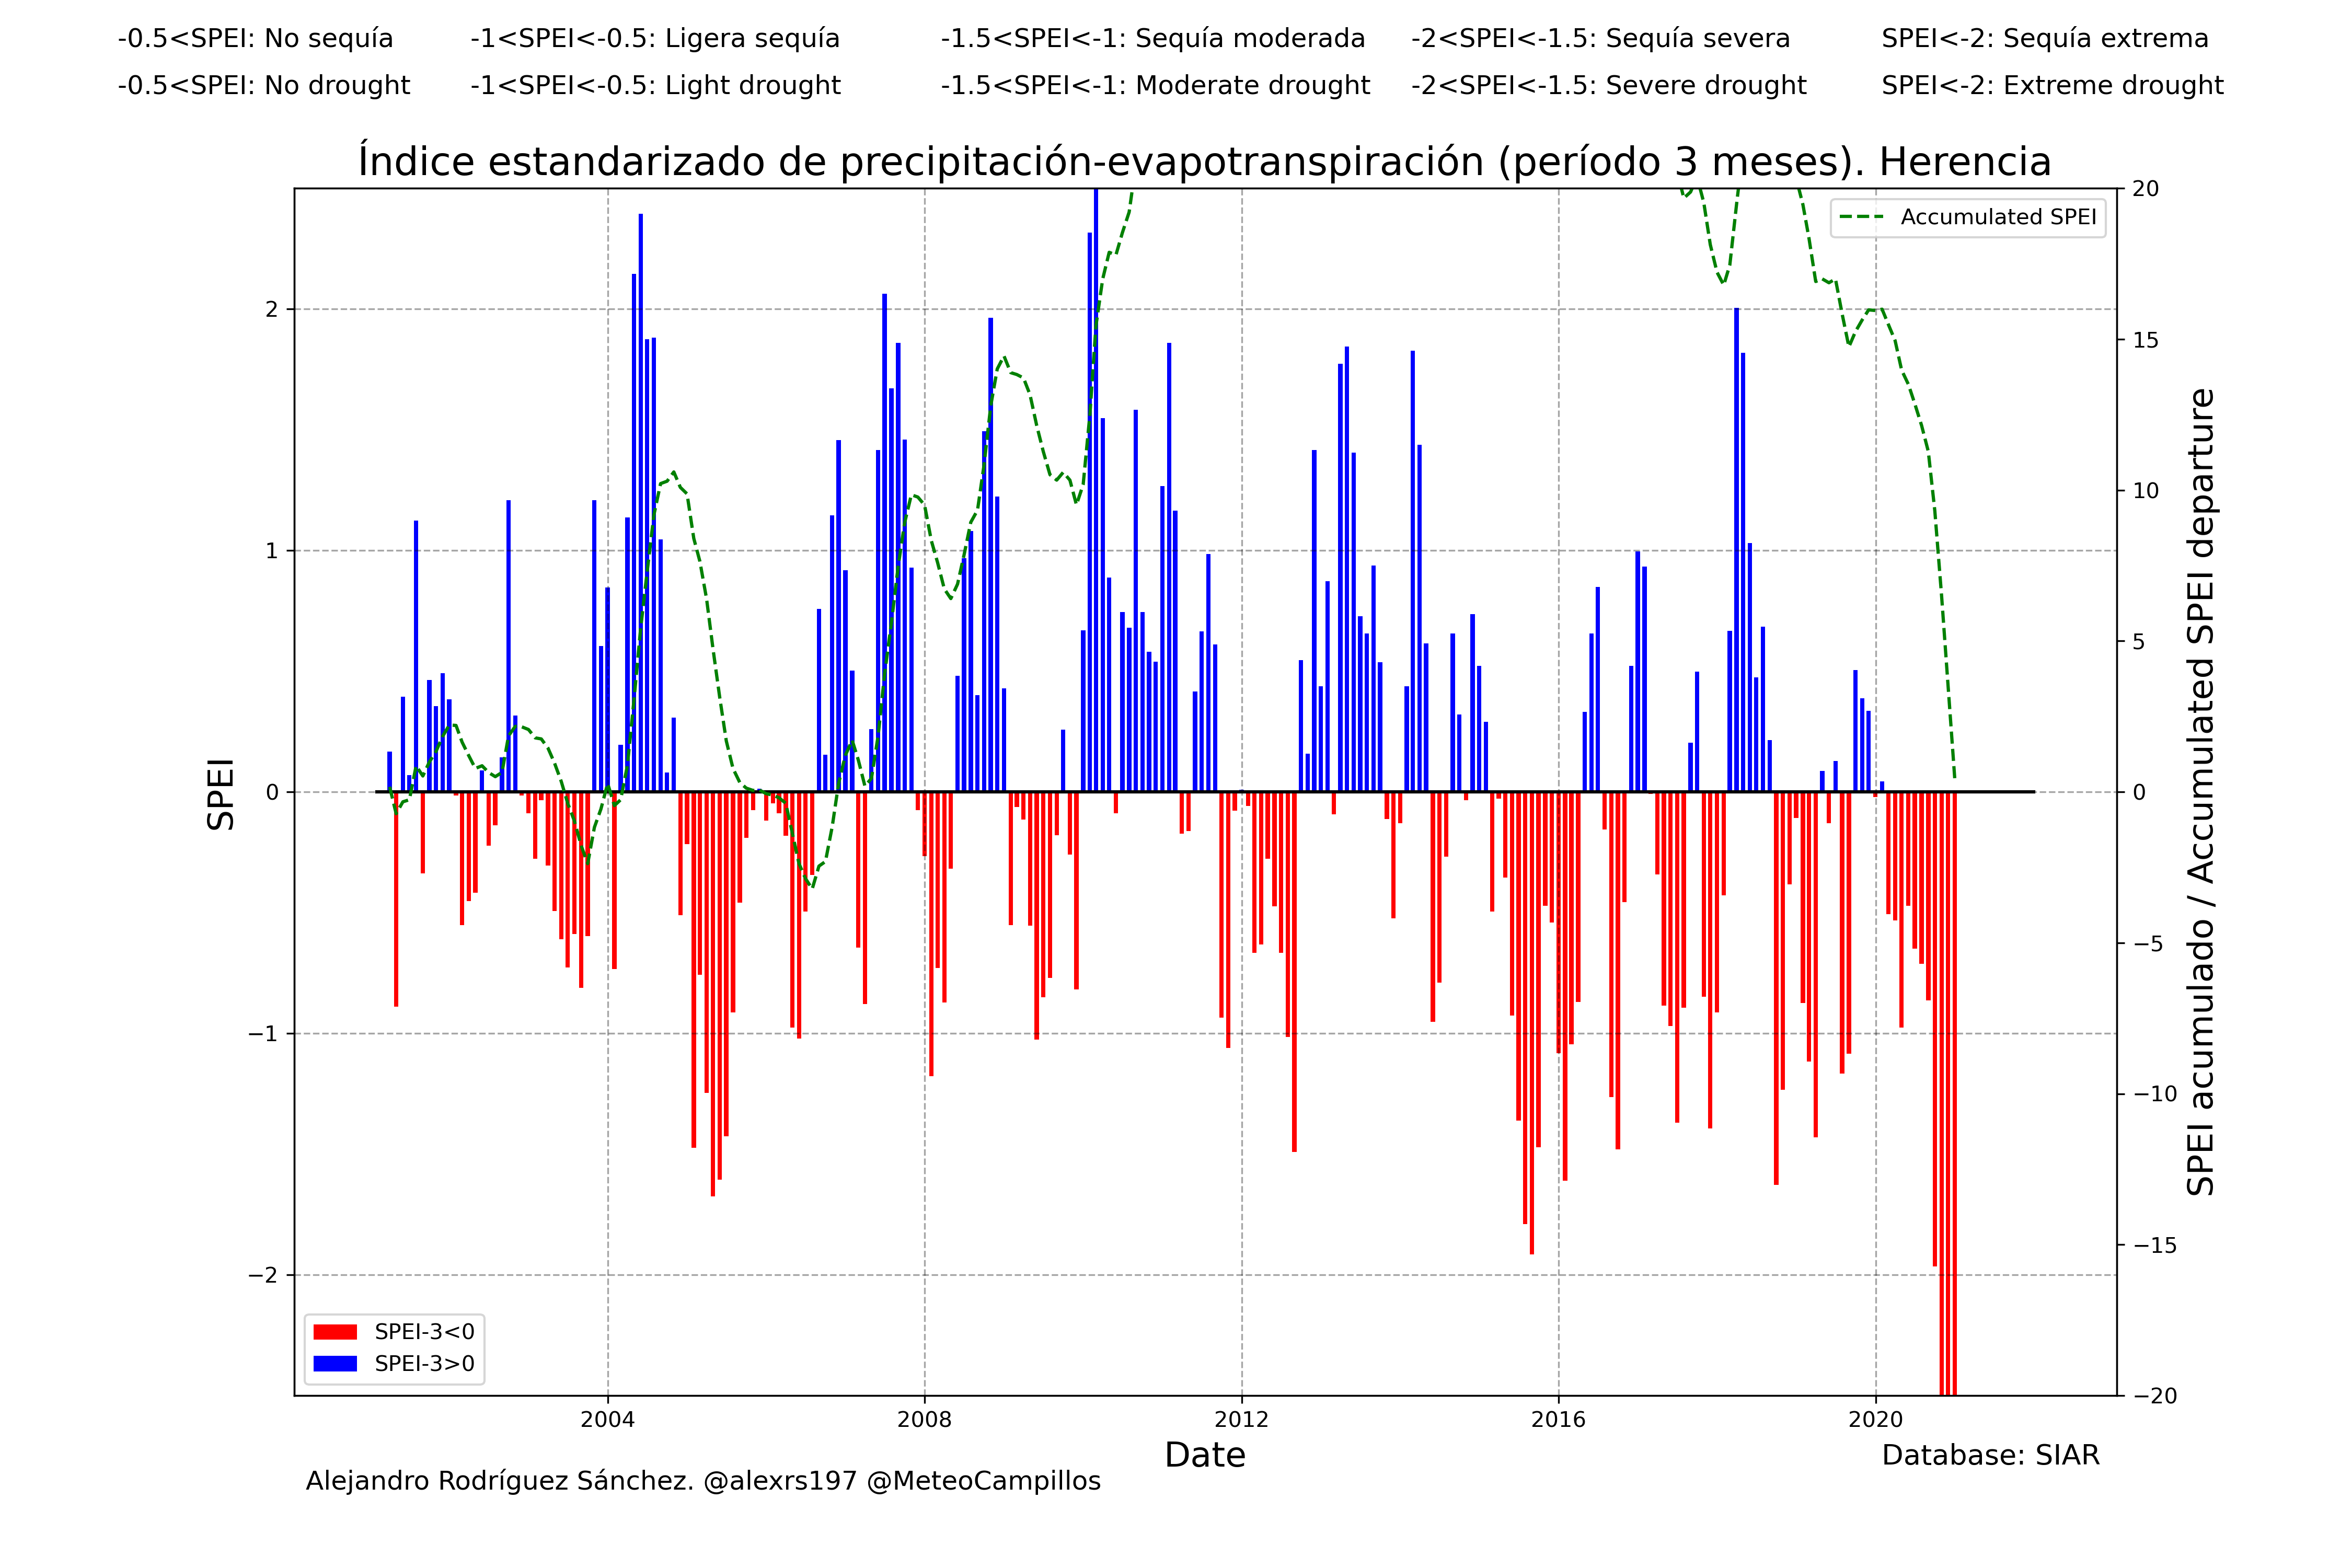 -0.5<SPEI: No sequía -1<SPEI<-0.5: Ligera sequía -1.5<SPEI<-1: Sequía moderada -2<SPEI<-1.5: Sequía severa SPEI<-2: Sequía extrema
-0.5<SPEI: No drought -1<SPEI<-0.5: Light drought -1.5<SPEI<-1: Moderate drought -2<SPEI<-1.5: Severe drought SPEI<-2: Extreme drought
Índice estandarizado de precipitación-evapotranspiración (período 3 meses). Herencia
Accumulated SPEI
SPEI
2
1
0
−1
−2
20
15
10
5
0
−5
−10
−15
−20
SPEI acumulado / Accumulated SPEI departure
SPEI-3<0
SPEI-3>0
2004 2008 2012 2016 2020
Date
Database: SIAR
Alejandro Rodríguez Sánchez. @alexrs197 @MeteoCampillos